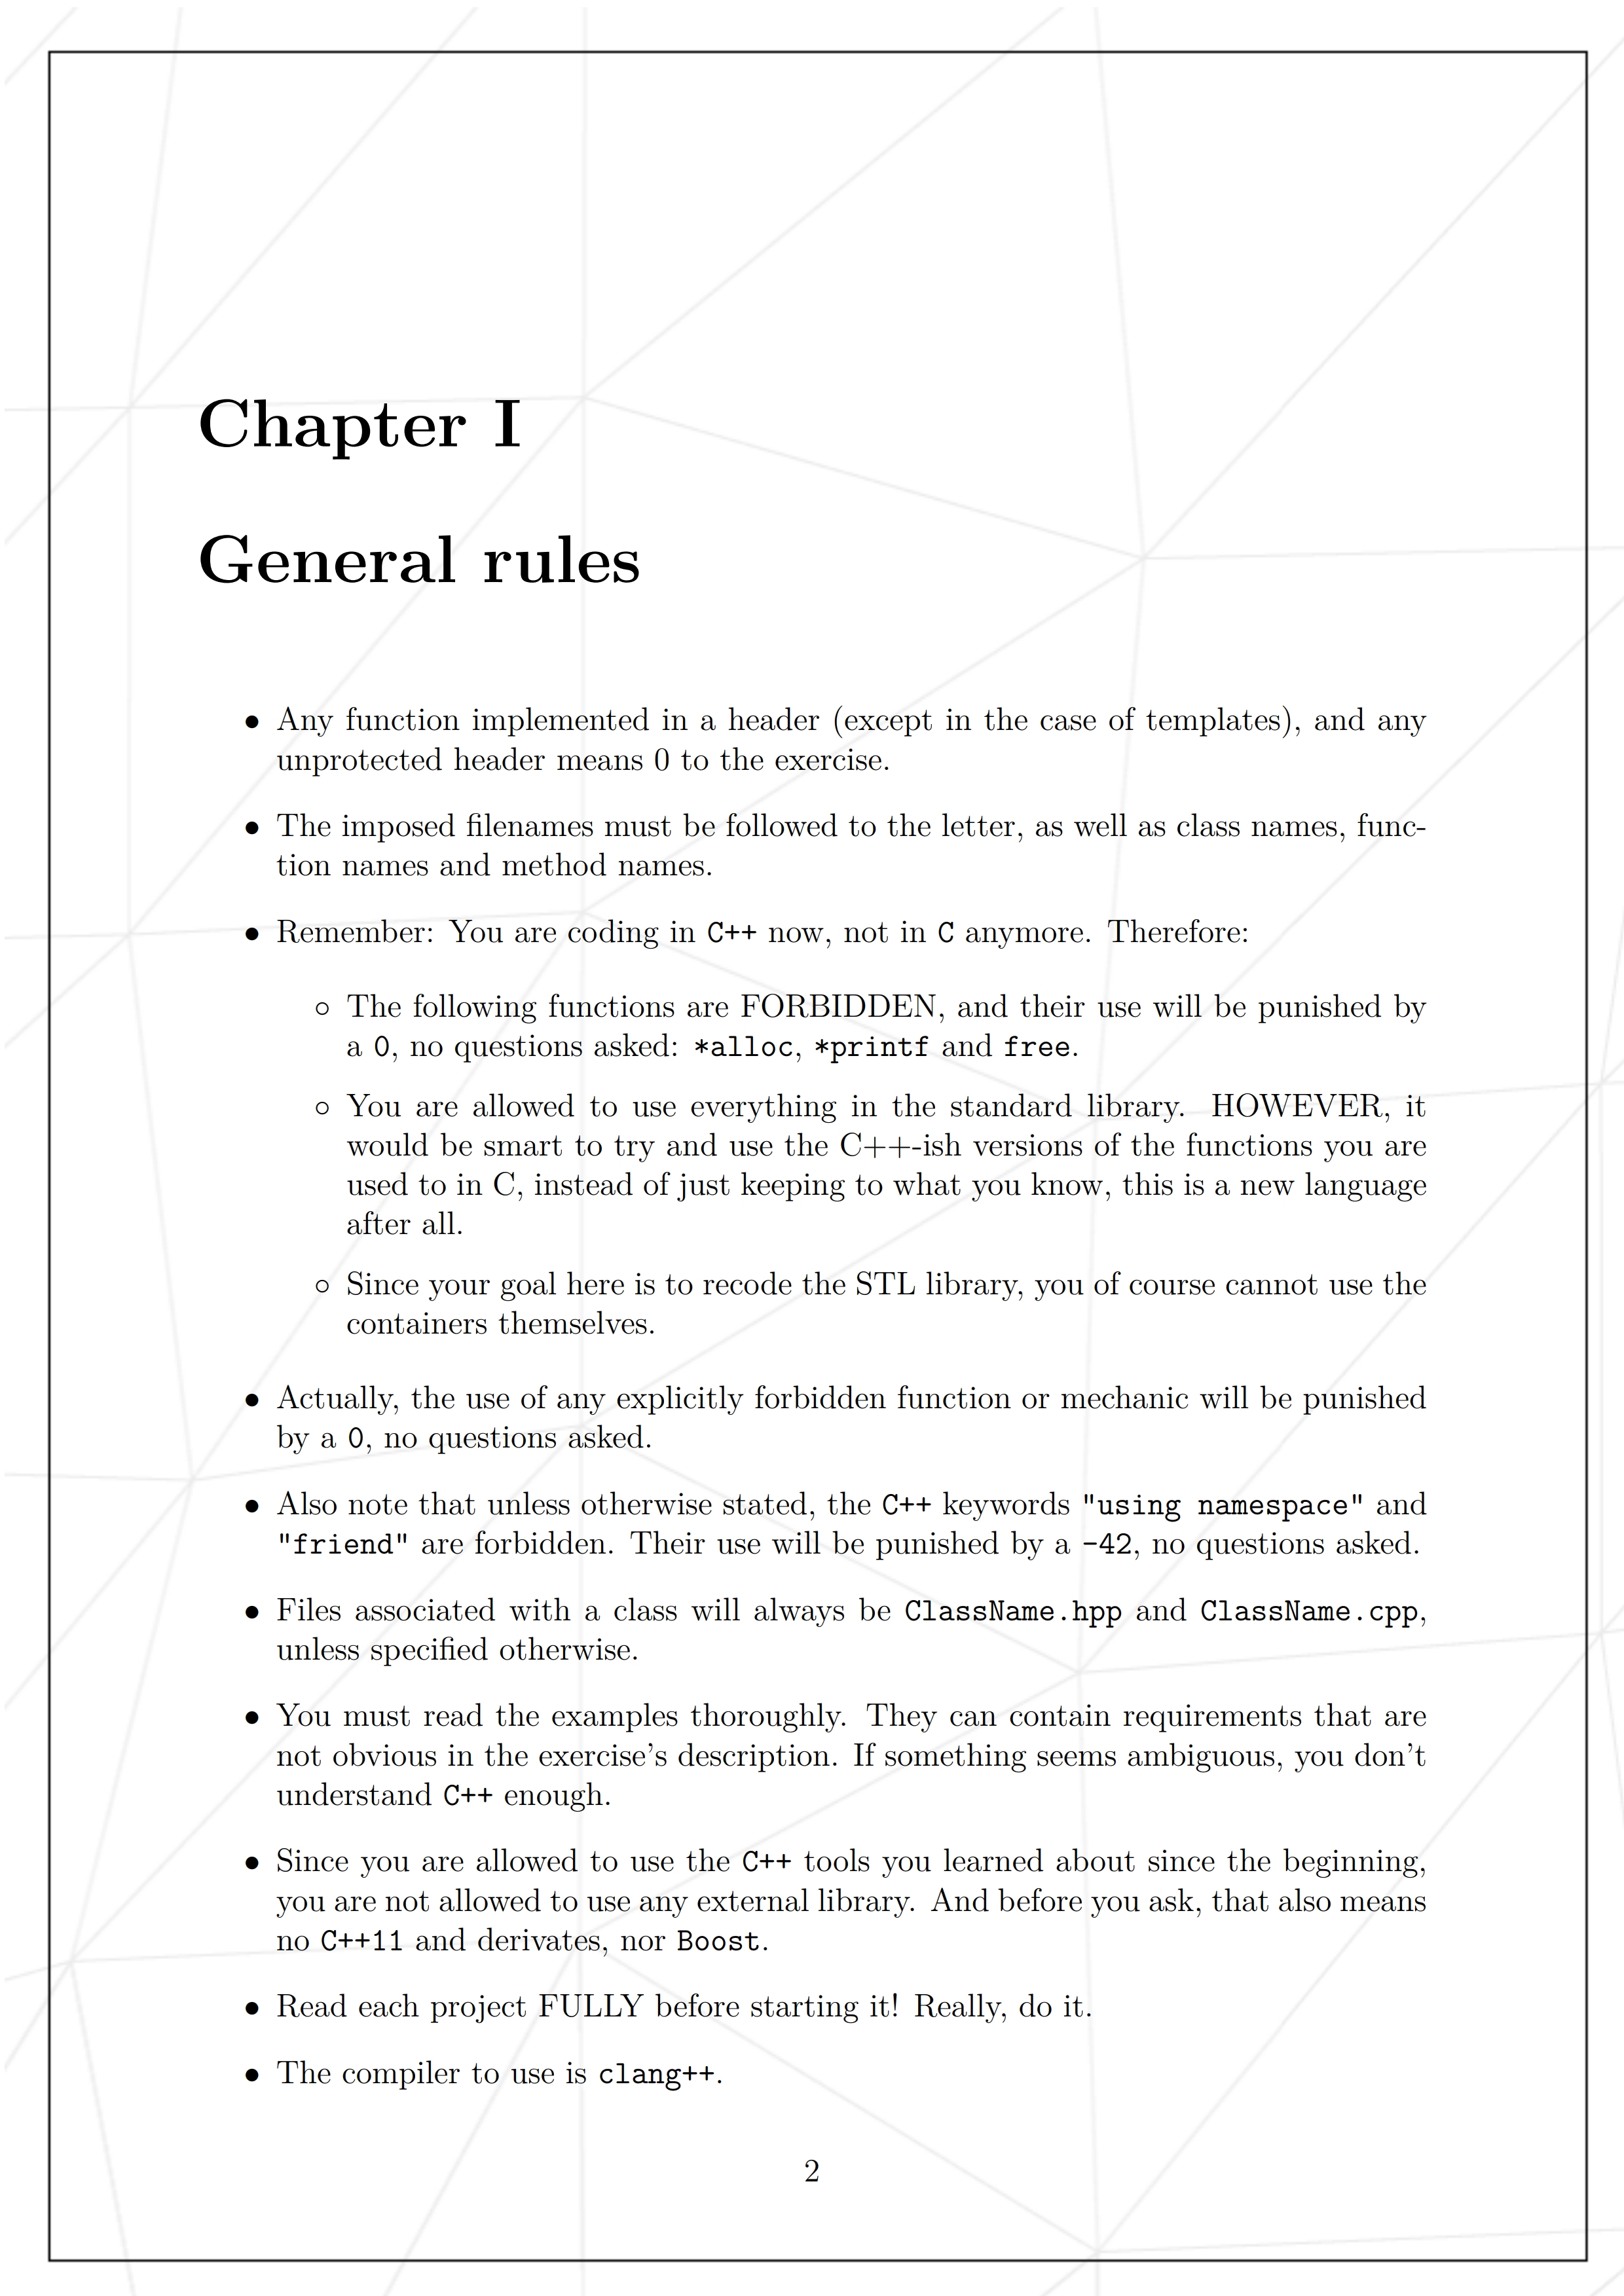 Chapter I
General rules
• Any function implemented in a header (except in the case of templates), and any
unprotected header means 0 to the exercise.
• The imposed filenames must be followed to the letter, as well as class names, func-
tion names and method names.
• Remember: You are coding in C++ now, not in C anymore. Therefore:
◦ The following functions are FORBIDDEN, and their use will be punished by
a 0, no questions asked: *alloc, *printf and free.
◦ You are allowed to use everything in the standard library. HOWEVER, it
would be smart to try and use the C++-ish versions of the functions you are
used to in C, instead of just keeping to what you know, this is a new language
after all.
◦ Since your goal here is to recode the STL library, you of course cannot use the
containers themselves.
• Actually, the use of any explicitly forbidden function or mechanic will be punished
by a 0, no questions asked.
• Also note that unless otherwise stated, the C++ keywords "using namespace" and
"friend" are forbidden. Their use will be punished by a -42, no questions asked.
• Files associated with a class will always be ClassName.hpp and ClassName.cpp,
unless specified otherwise.
• You must read the examples thoroughly. They can contain requirements that are
not obvious in the exercise's description. If something seems ambiguous, you don't
understand C++ enough.
• Since you are allowed to use the C++ tools you learned about since the beginning,
you are not allowed to use any external library. And before you ask, that also means
no C++11 and derivates, nor Boost.
• Read each project FULLY before starting it! Really, do it.
• The compiler to use is clang++.
2